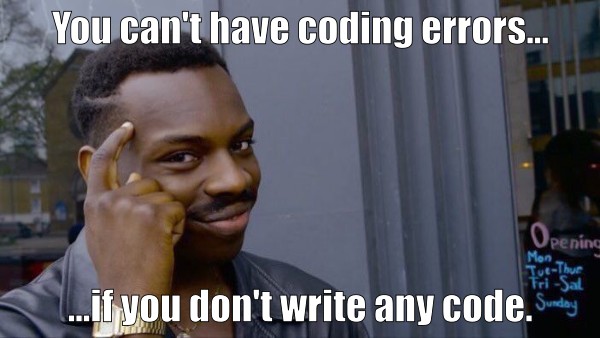 You can't have coding errors...
Opening
Mon
Tue-Thur
Fri-Sat
Sunday
...if you don't write any code.